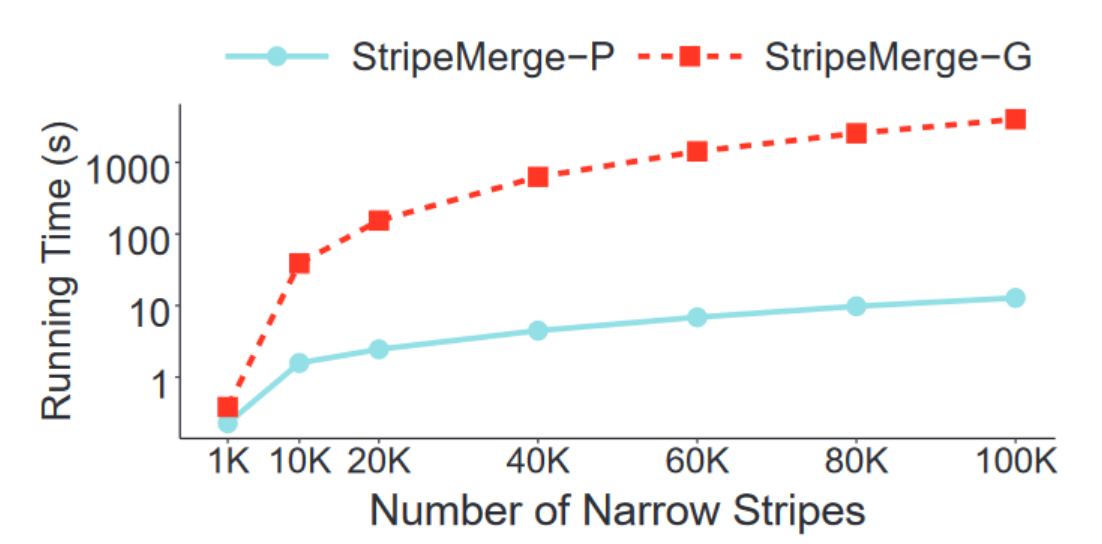 StripeMerge−P StripeMerge−G
Running Time (s)
1000
100
10
1
1K 10K 20K 40K 60K 80K 100K
Number of Narrow Stripes